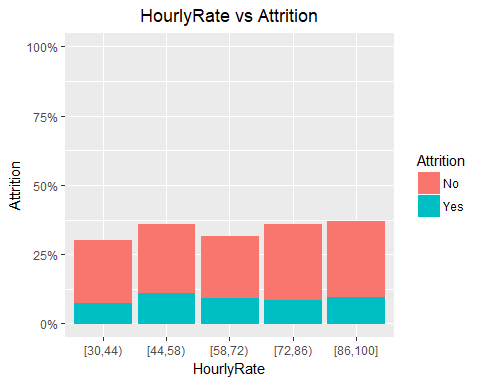 HourlyRate vs Attrition
100%
75%
50%
25%
0%
Attrition
[30,44)
[44,58)
[58,72)
[72,86)
[86,100]
HourlyRate
Attrition
No
Yes